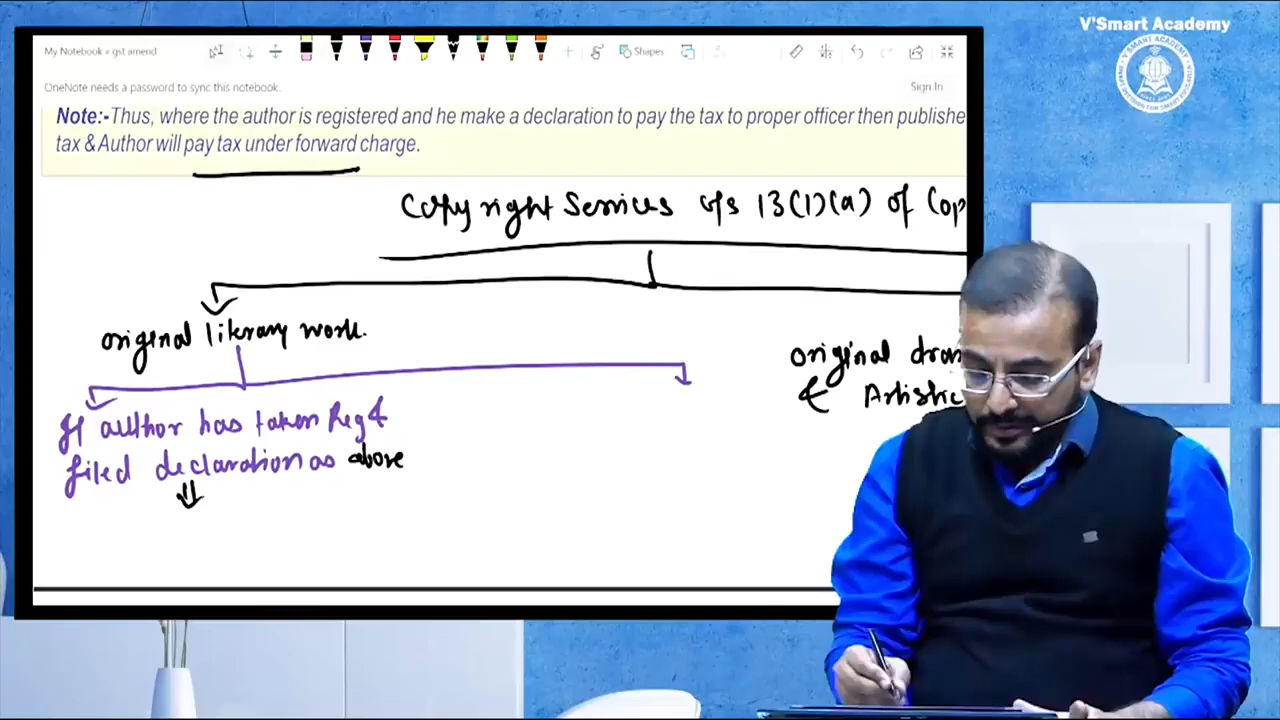 V'Smart Academy
My Notebook » gst amend
Shapes
OneNote needs a password to sync this notebook.
Sign In
Note:-Thus, where the author is registered and he make a declaration to pay the tax to proper officer then publishe
tax & Author will pay tax under forward charge.
Copyright Services u/s 13(1)(a) of Cop
original literary work.
original dram
& Artistic
If author has taken Reg &
filed declaration as above